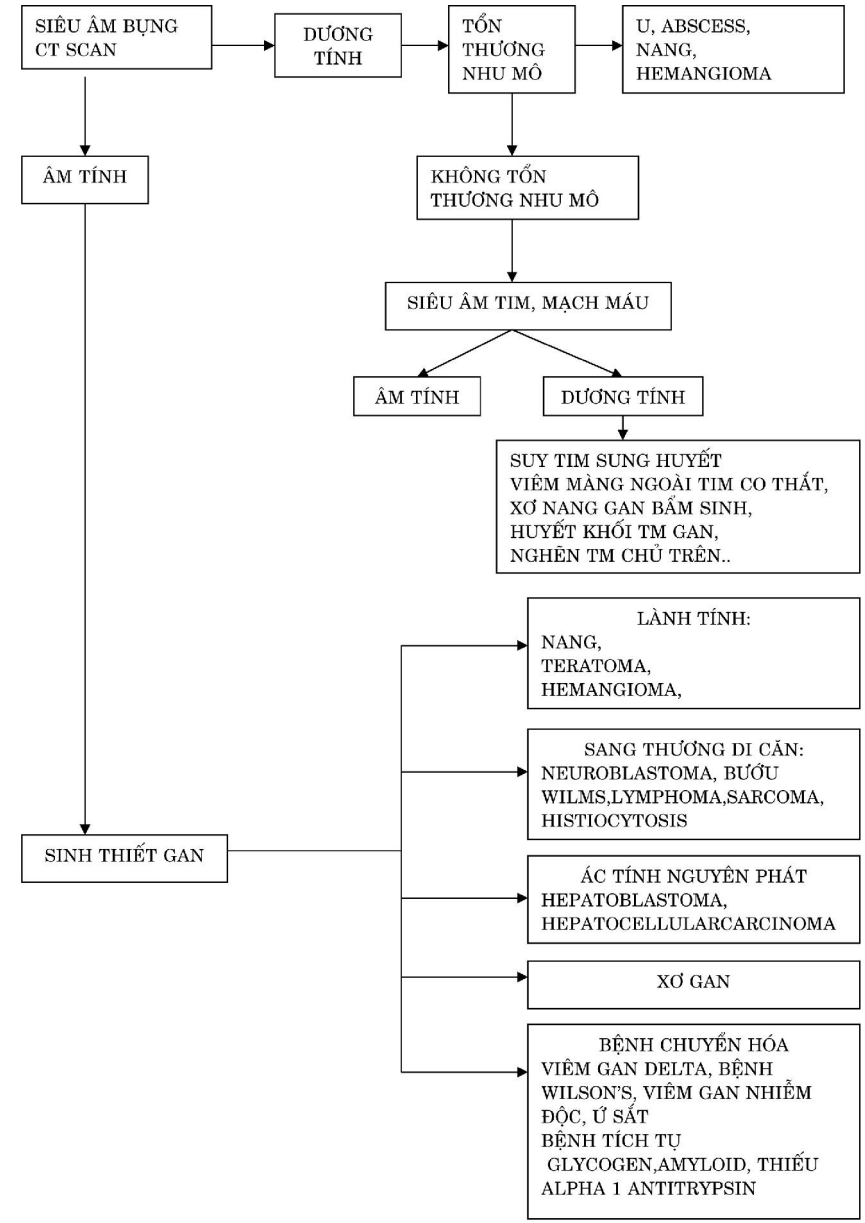 SIÊU ÂM BỤNG
CT SCAN
DƯƠNG
TÍNH
TỔN
THƯƠNG
NHU MÔ
U, ABSCESS,
NANG,
HEMANGIOMA
ÂM TÍNH
KHÔNG TỔN
THƯƠNG NHU MÔ
SIÊU ÂM TIM, MẠCH MÁU
ÂM TÍNH
DƯƠNG TÍNH
SUY TIM SUNG HUYẾT
VIÊM MÀNG NGOÀI TIM CO THẮT,
XƠ NANG GAN BẨM SINH,
HUYẾT KHỐI TM GAN,
NGHẼN TM CHỦ TRÊN..
LÀNH TÍNH:
NANG,
TERATOMA,
HEMANGIOMA,
SANG THƯƠNG DI CĂN:
NEUROBLASTOMA, BƯỚU
WILMS,LYMPHOMA,SARCOMA,
HISTIOCYTOSIS
SINH THIẾT GAN
ÁC TÍNH NGUYÊN PHÁT
HEPATOBLASTOMA,
HEPATOCELLULARCARCINOMA
XƠ GAN
BỆNH CHUYỂN HÓA
VIÊM GAN DELTA, BỆNH
WILSON'S, VIÊM GAN NHIỄM
ĐỘC, Ứ SẮT
BỆNH TÍCH TỤ
GLYCOGEN,AMYLOID, THIẾU
ALPHA 1 ANTITRYPSIN